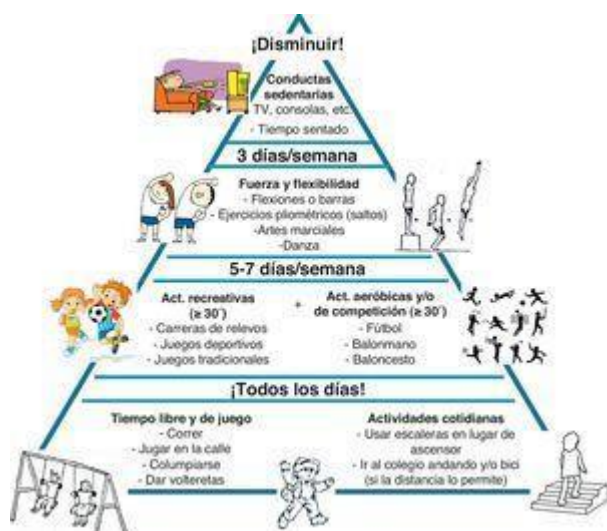 ¡Disminuir!
Conductas
sedentarias
TV, consolas, etc.
- Tiempo sentado
3 días/semana
Fuerza y flexibilidad
- Flexiones o barras
- Ejercicios pliométricos (saltos)
-Artes marciales
-Danza
5-7 días/semana
Act. recreativas
(≥ 30´)
- Carreras de relevos
- Juegos deportivos
- Juegos tradicionales
+
Act. aeróbicas y/o
de competición (≥ 30´)
- Fútbol
- Balonmano
- Baloncesto
¡Todos los días!
Tiempo libre y de juego
- Correr
- Jugar en la calle
- Columpiarse
- Dar volteretas
Actividades cotidianas
- Usar escaleras en lugar de
ascensor
- Ir al colegio andando y/o bici
(si la distancia lo permite)